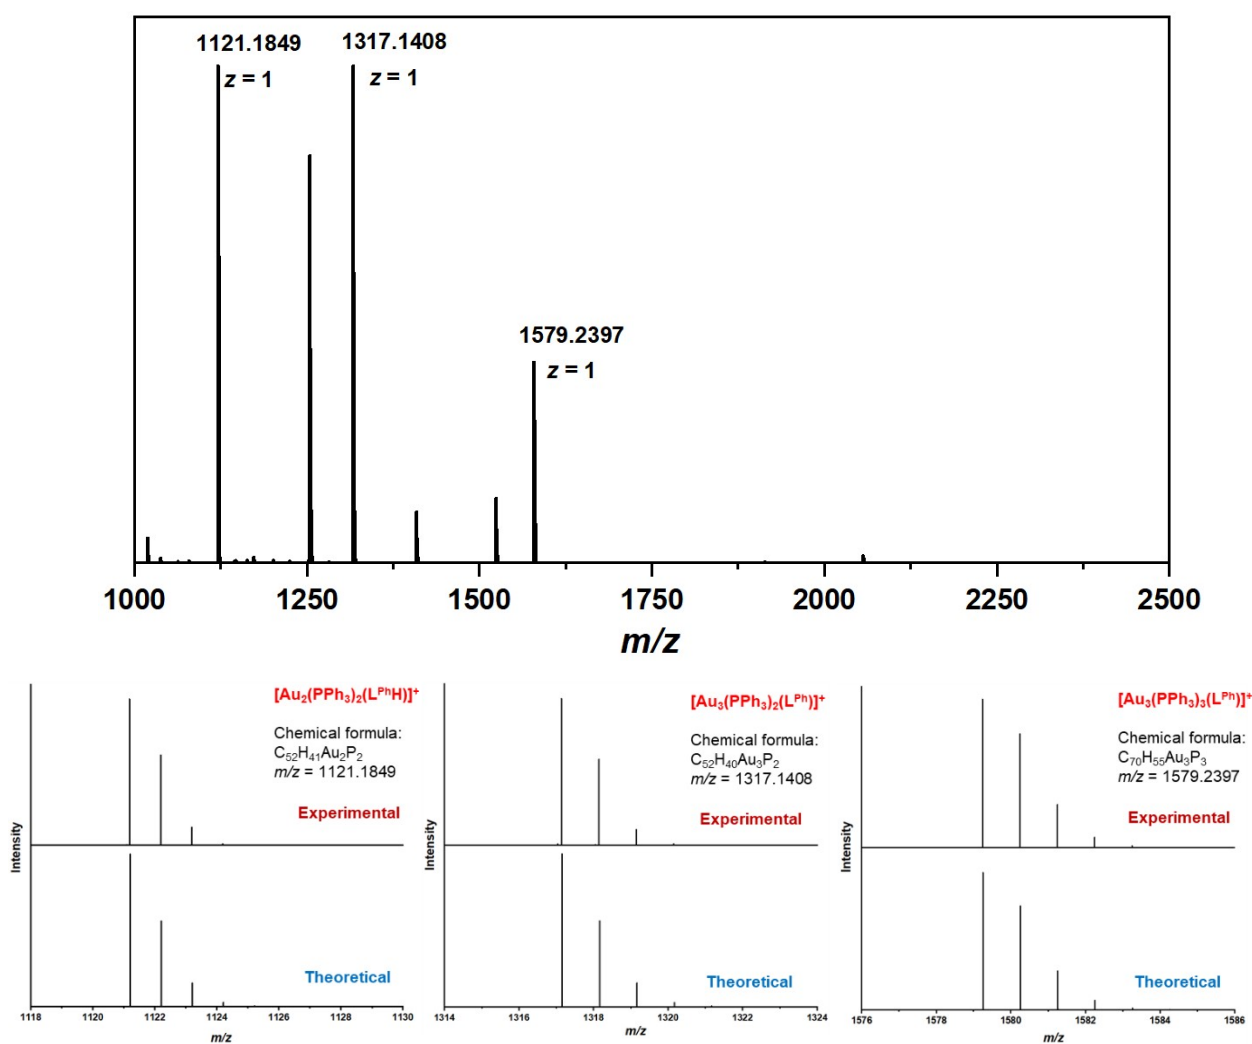 1121.1849
z = 1
1317.1408
z = 1
1579.2397
z = 1
1000 1250 1500 1750 2000 2250 2500
m/z
[Au₂(PPh₃)₂(LᴾʰH)]⁺
Chemical formula:
C₅₂H₄₁Au₂P₂
m/z = 1121.1849
Experimental
Theoretical
Intensity
1118 1120 1122 1124 1126 1128 1130
m/z
[Au₃(PPh₃)₂(Lᴾʰ)]⁺
Chemical formula:
C₅₂H₄₀Au₃P₂
m/z = 1317.1408
Experimental
Theoretical
Intensity
1314 1316 1318 1320 1322 1324
m/z
[Au₃(PPh₃)₃(Lᴾʰ)]⁺
Chemical formula:
C₇₀H₅₅Au₃P₃
m/z = 1579.2397
Experimental
Theoretical
Intensity
1576 1578 1580 1582 1584 1586
m/z